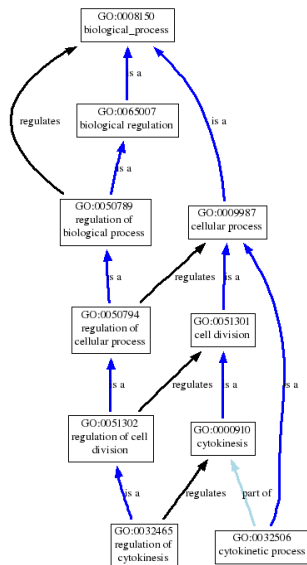 GO:0008150
biological_process
is a
regulates
is a
GO:0065007
biological regulation
is a
GO:0050789
regulation of
biological process
GO:0009987
cellular process
is a
regulates
is a
GO:0050794
regulation of
cellular process
GO:0051301
cell division
is a
regulates
is a
is a
GO:0051302
regulation of cell
division
GO:0000910
cytokinesis
is a
regulates
part of
GO:0032465
regulation of
cytokinesis
GO:0032506
cytokinetic process